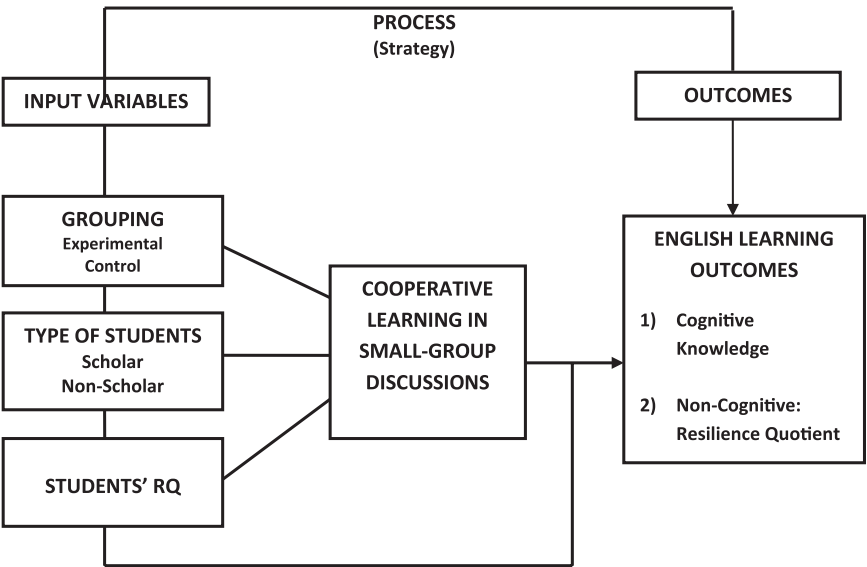 PROCESS
(Strategy)
INPUT VARIABLES
OUTCOMES
GROUPING
Experimental
Control
TYPE OF STUDENTS
Scholar
Non-Scholar
STUDENTS’ RQ
COOPERATIVE
LEARNING IN
SMALL-GROUP
DISCUSSIONS
ENGLISH LEARNING
OUTCOMES
1) Cognitive
Knowledge
2) Non-Cognitive:
Resilience Quotient